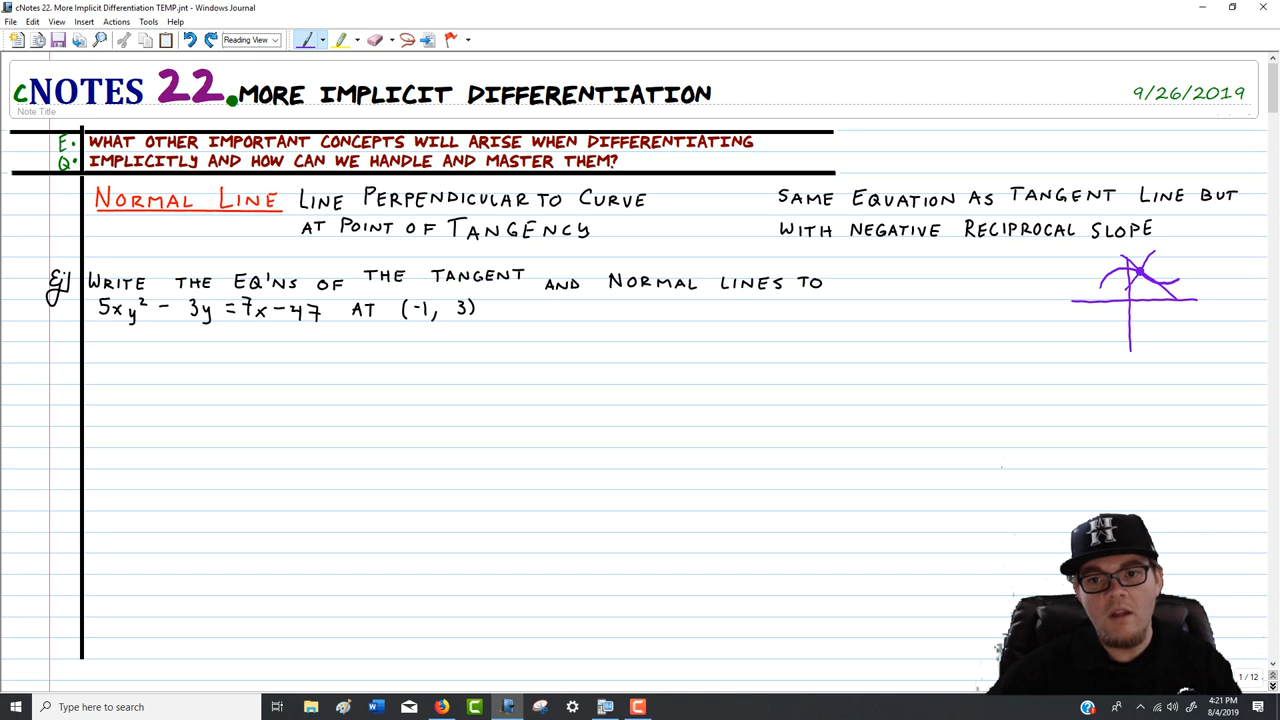 cNotes 22. More Implicit Differentiation TEMP.jnt - Windows Journal
File Edit View Insert Actions Tools Help
Reading View
cNOTES 22. MORE IMPLICIT DIFFERENTIATION
9/26/2019
Note Title
E. WHAT OTHER IMPORTANT CONCEPTS WILL ARISE WHEN DIFFERENTIATING
Q. IMPLICITLY AND HOW CAN WE HANDLE AND MASTER THEM?
NORMAL LINE LINE PERPENDICULAR TO CURVE
AT POINT OF TANGENCY
SAME EQUATION AS TANGENT LINE BUT
WITH NEGATIVE RECIPROCAL SLOPE
Ej WRITE THE EQ'NS OF THE TANGENT AND NORMAL LINES TO
5xy² - 3y = 7x - 47 AT (-1, 3)
H
1 / 12
Type here to search
4:21 PM
8/4/2019